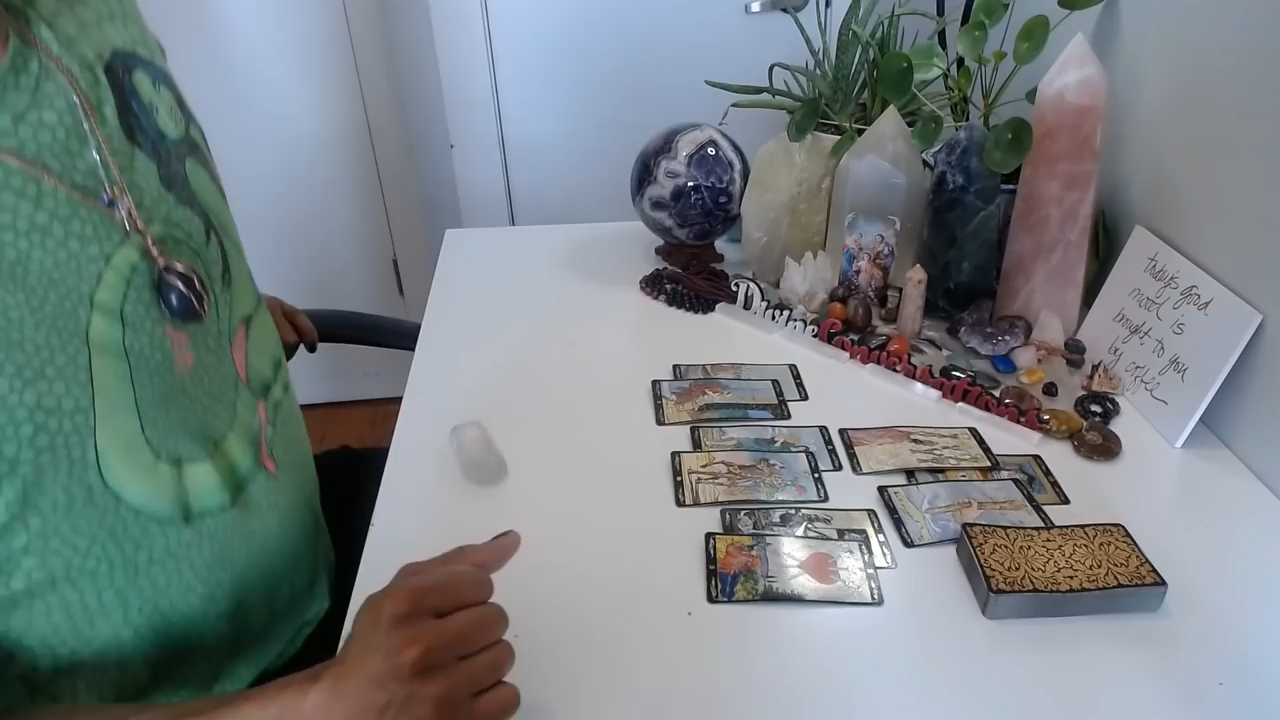 Divine Conversations
today's good
mood is
brought to you
by coffee